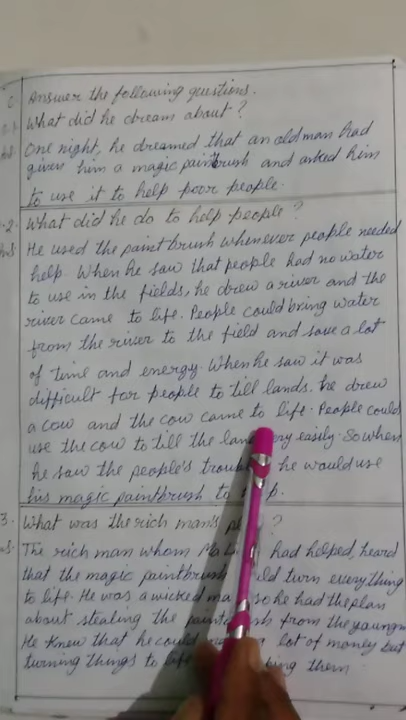 C. Answer the following questions.
Q.1. What did he dream about?
Ans. One night, he dreamed that an old man had
given him a magic paintbrush and asked him
to use it to help poor people.
2. What did he do to help people?
Ans. He used the paintbrush whenever people needed
help. When he saw that people had no water
to use in the fields, he drew a river and the
river came to life. People could bring water
from the river to the field and save a lot
of time and energy. When he saw it was
difficult for people to till lands. he drew
a cow and the cow came to life. People could
use the cow to till the land ery easily. So when
he saw the people's trou he would use
his magic paintbrush to p.
3. What was the rich man's p ?
s. The rich man whom Ma had helped, heard
that the magic paintbrush ld turn everything
to life. He was a wicked ma so he had the plan
about stealing the paint sh from the young
He knew that he could a lot of money but
turning things to life ing them